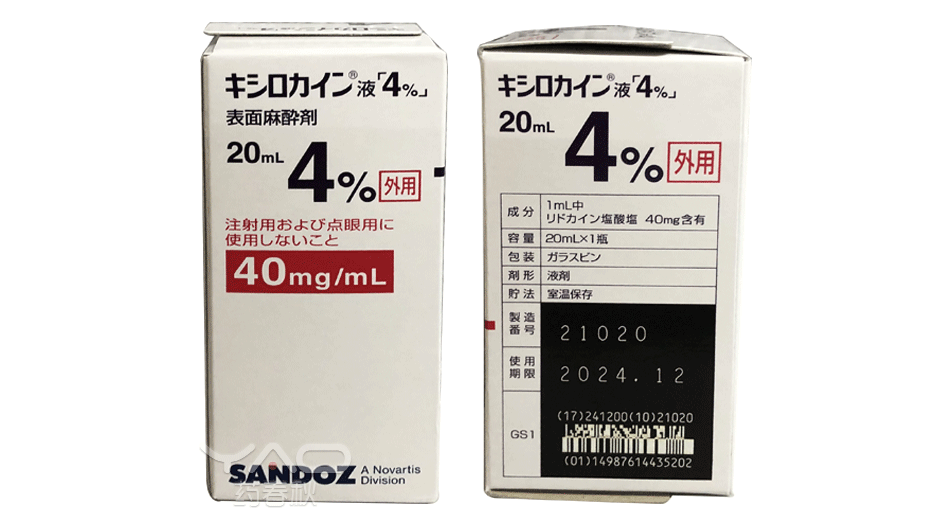 キシロカイン®液「4%」
表面麻酔剤
20mL 4% 外用
注射用および点眼用に
使用しないこと
40mg/mL
SANDOZ A Novartis
Division
YAO
药春秋
キシロカイン®液「4%」
20mL 4% 外用
成分 1mL中
リドカイン塩酸塩 40mg含有
容量 20mL×1瓶
包装 ガラスビン
剤形 液剤
貯法 室温保存
製造
番号 21020
使用
期限 2024.12
(17)241200(10)21020
GS1
(01)14987614435202